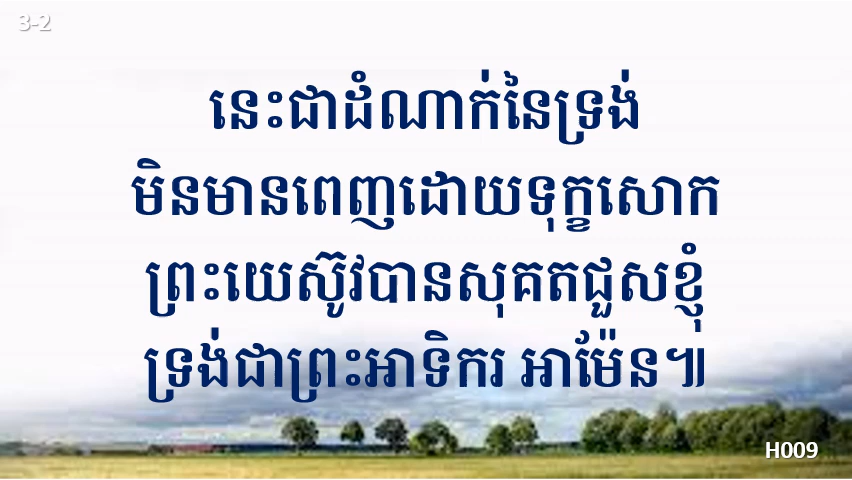 3-2
នេះជាដំណាក់នៃទ្រង់
មិនមានពេញដោយទុក្ខសោក
ព្រះយេស៊ូវបានសុគតជួសខ្ញុំ
ទ្រង់ជាព្រះអាទិករ អាម៉ែន៕
H009